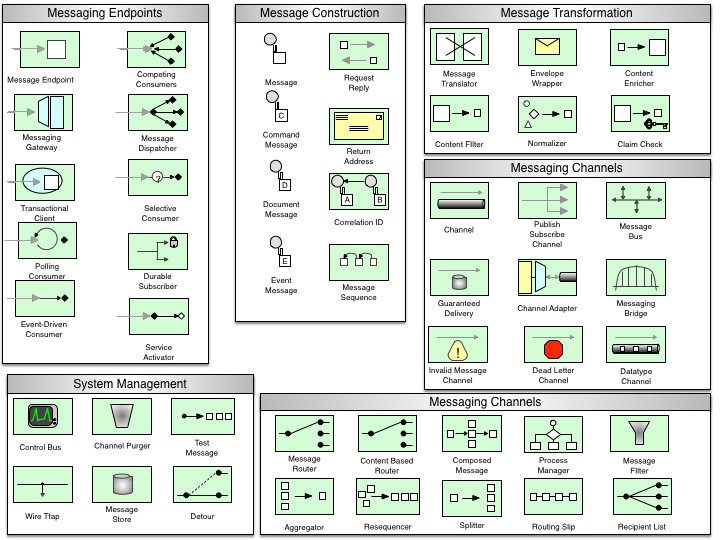 Messaging Endpoints
Message Endpoint
Competing
Consumers
Messaging
Gateway
Message
Dispatcher
Transactional
Client
Selective
Consumer
Polling
Consumer
Durable
Subscriber
Event-Driven
Consumer
Service
Activator
Message Construction
Message
Request
Reply
C
Command
Message
Return
Address
D
Document
Message
A
B
Correlation ID
E
Event
Message
Message
Sequence
Message Transformation
Message
Translator
Envelope
Wrapper
Content
Enricher
Content FIlter
Normalizer
Claim Check
Messaging Channels
Channel
Publish
Subscribe
Channel
Message
Bus
Guaranteed
Delivery
Channel Adapter
Messaging
Bridge
Invalid Message
Channel
Dead Letter
Channel
Datatype
Channel
System Management
Control Bus
Channel Purger
Test
Message
Wire Ttap
Message
Store
Detour
Messaging Channels
Message
Router
Content Based
Router
Composed
Message
Process
Manager
Message
FIlter
Aggregator
Resequencer
Splitter
Routing Slip
Recipient List